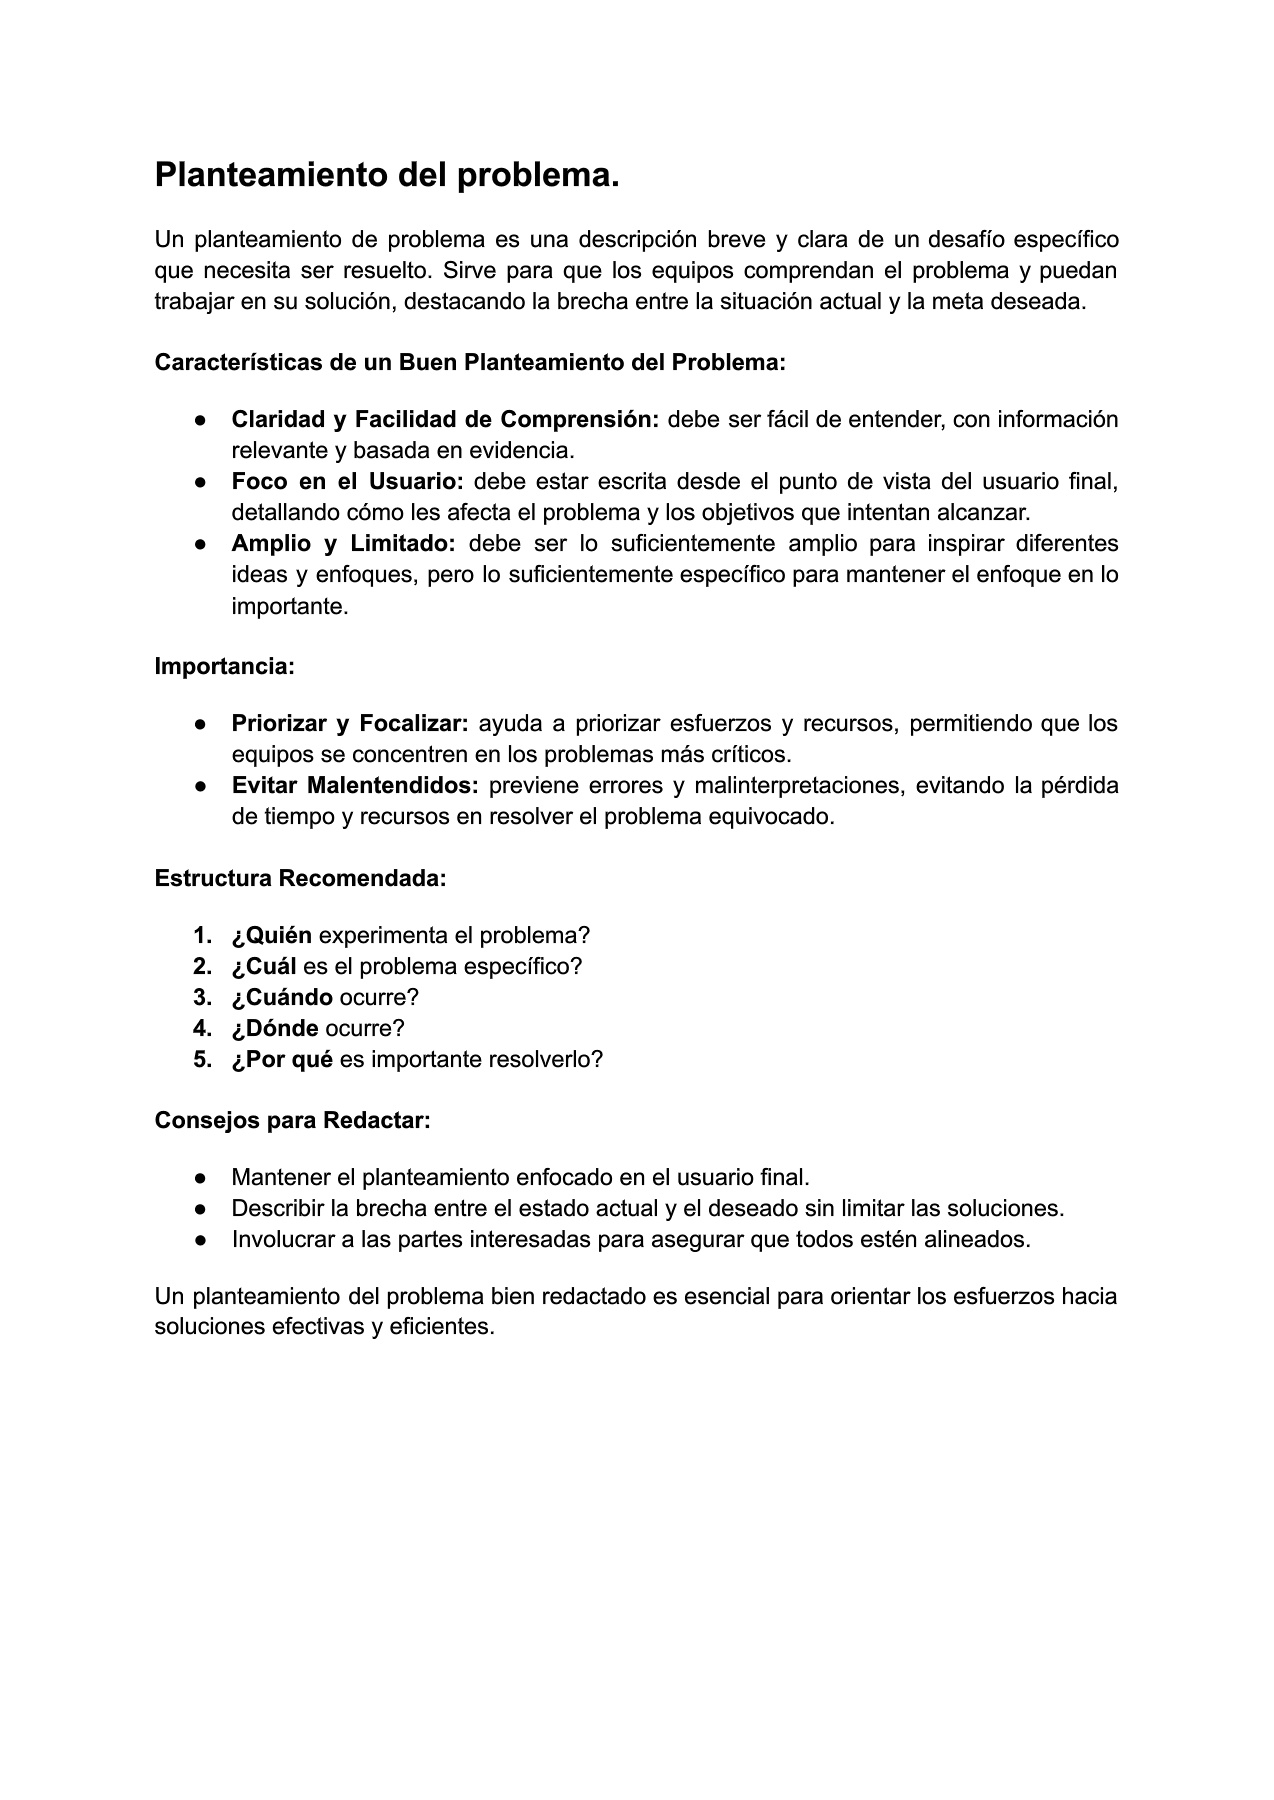 Planteamiento del problema.
Un planteamiento de problema es una descripción breve y clara de un desafío específico
que necesita ser resuelto. Sirve para que los equipos comprendan el problema y puedan
trabajar en su solución, destacando la brecha entre la situación actual y la meta deseada.
Características de un Buen Planteamiento del Problema:
● Claridad y Facilidad de Comprensión: debe ser fácil de entender, con información
relevante y basada en evidencia.
● Foco en el Usuario: debe estar escrita desde el punto de vista del usuario final,
detallando cómo les afecta el problema y los objetivos que intentan alcanzar.
● Amplio y Limitado: debe ser lo suficientemente amplio para inspirar diferentes
ideas y enfoques, pero lo suficientemente específico para mantener el enfoque en lo
importante.
Importancia:
● Priorizar y Focalizar: ayuda a priorizar esfuerzos y recursos, permitiendo que los
equipos se concentren en los problemas más críticos.
● Evitar Malentendidos: previene errores y malinterpretaciones, evitando la pérdida
de tiempo y recursos en resolver el problema equivocado.
Estructura Recomendada:
1. ¿Quién experimenta el problema?
2. ¿Cuál es el problema específico?
3. ¿Cuándo ocurre?
4. ¿Dónde ocurre?
5. ¿Por qué es importante resolverlo?
Consejos para Redactar:
● Mantener el planteamiento enfocado en el usuario final.
● Describir la brecha entre el estado actual y el deseado sin limitar las soluciones.
● Involucrar a las partes interesadas para asegurar que todos estén alineados.
Un planteamiento del problema bien redactado es esencial para orientar los esfuerzos hacia
soluciones efectivas y eficientes.